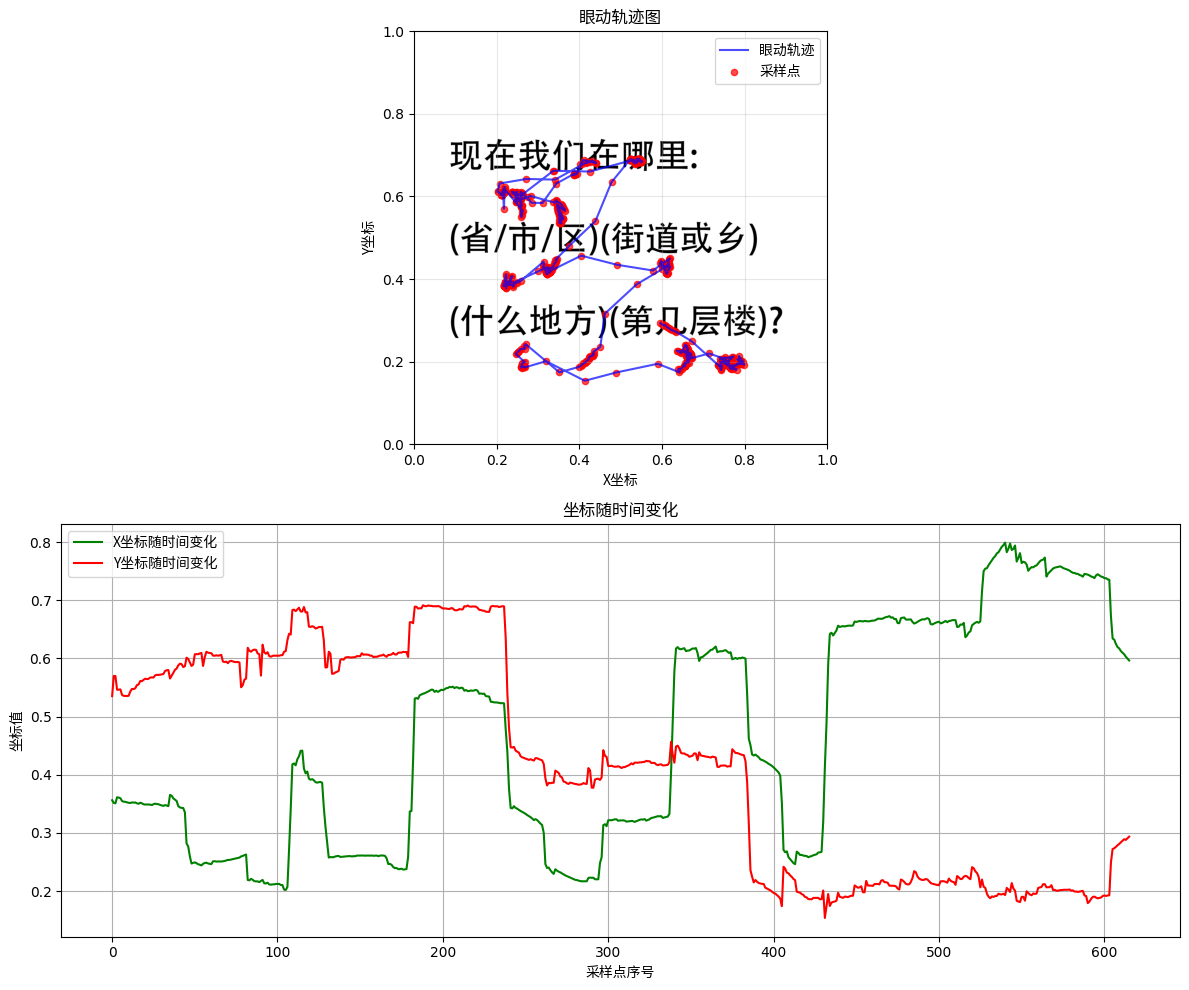 眼动轨迹图
1.0
眼动轨迹
采样点
0.8
现在我们在哪里:
0.6
Y坐标
(省/市/区)(街道或乡)
0.4
(什么地方)(第几层楼)?
0.2
0.0
0.0 0.2 0.4 0.6 0.8 1.0
X坐标
坐标随时间变化
X坐标随时间变化
Y坐标随时间变化
0.8
0.7
0.6
0.5
坐标值
0.4
0.3
0.2
0 100 200 300 400 500 600
采样点序号